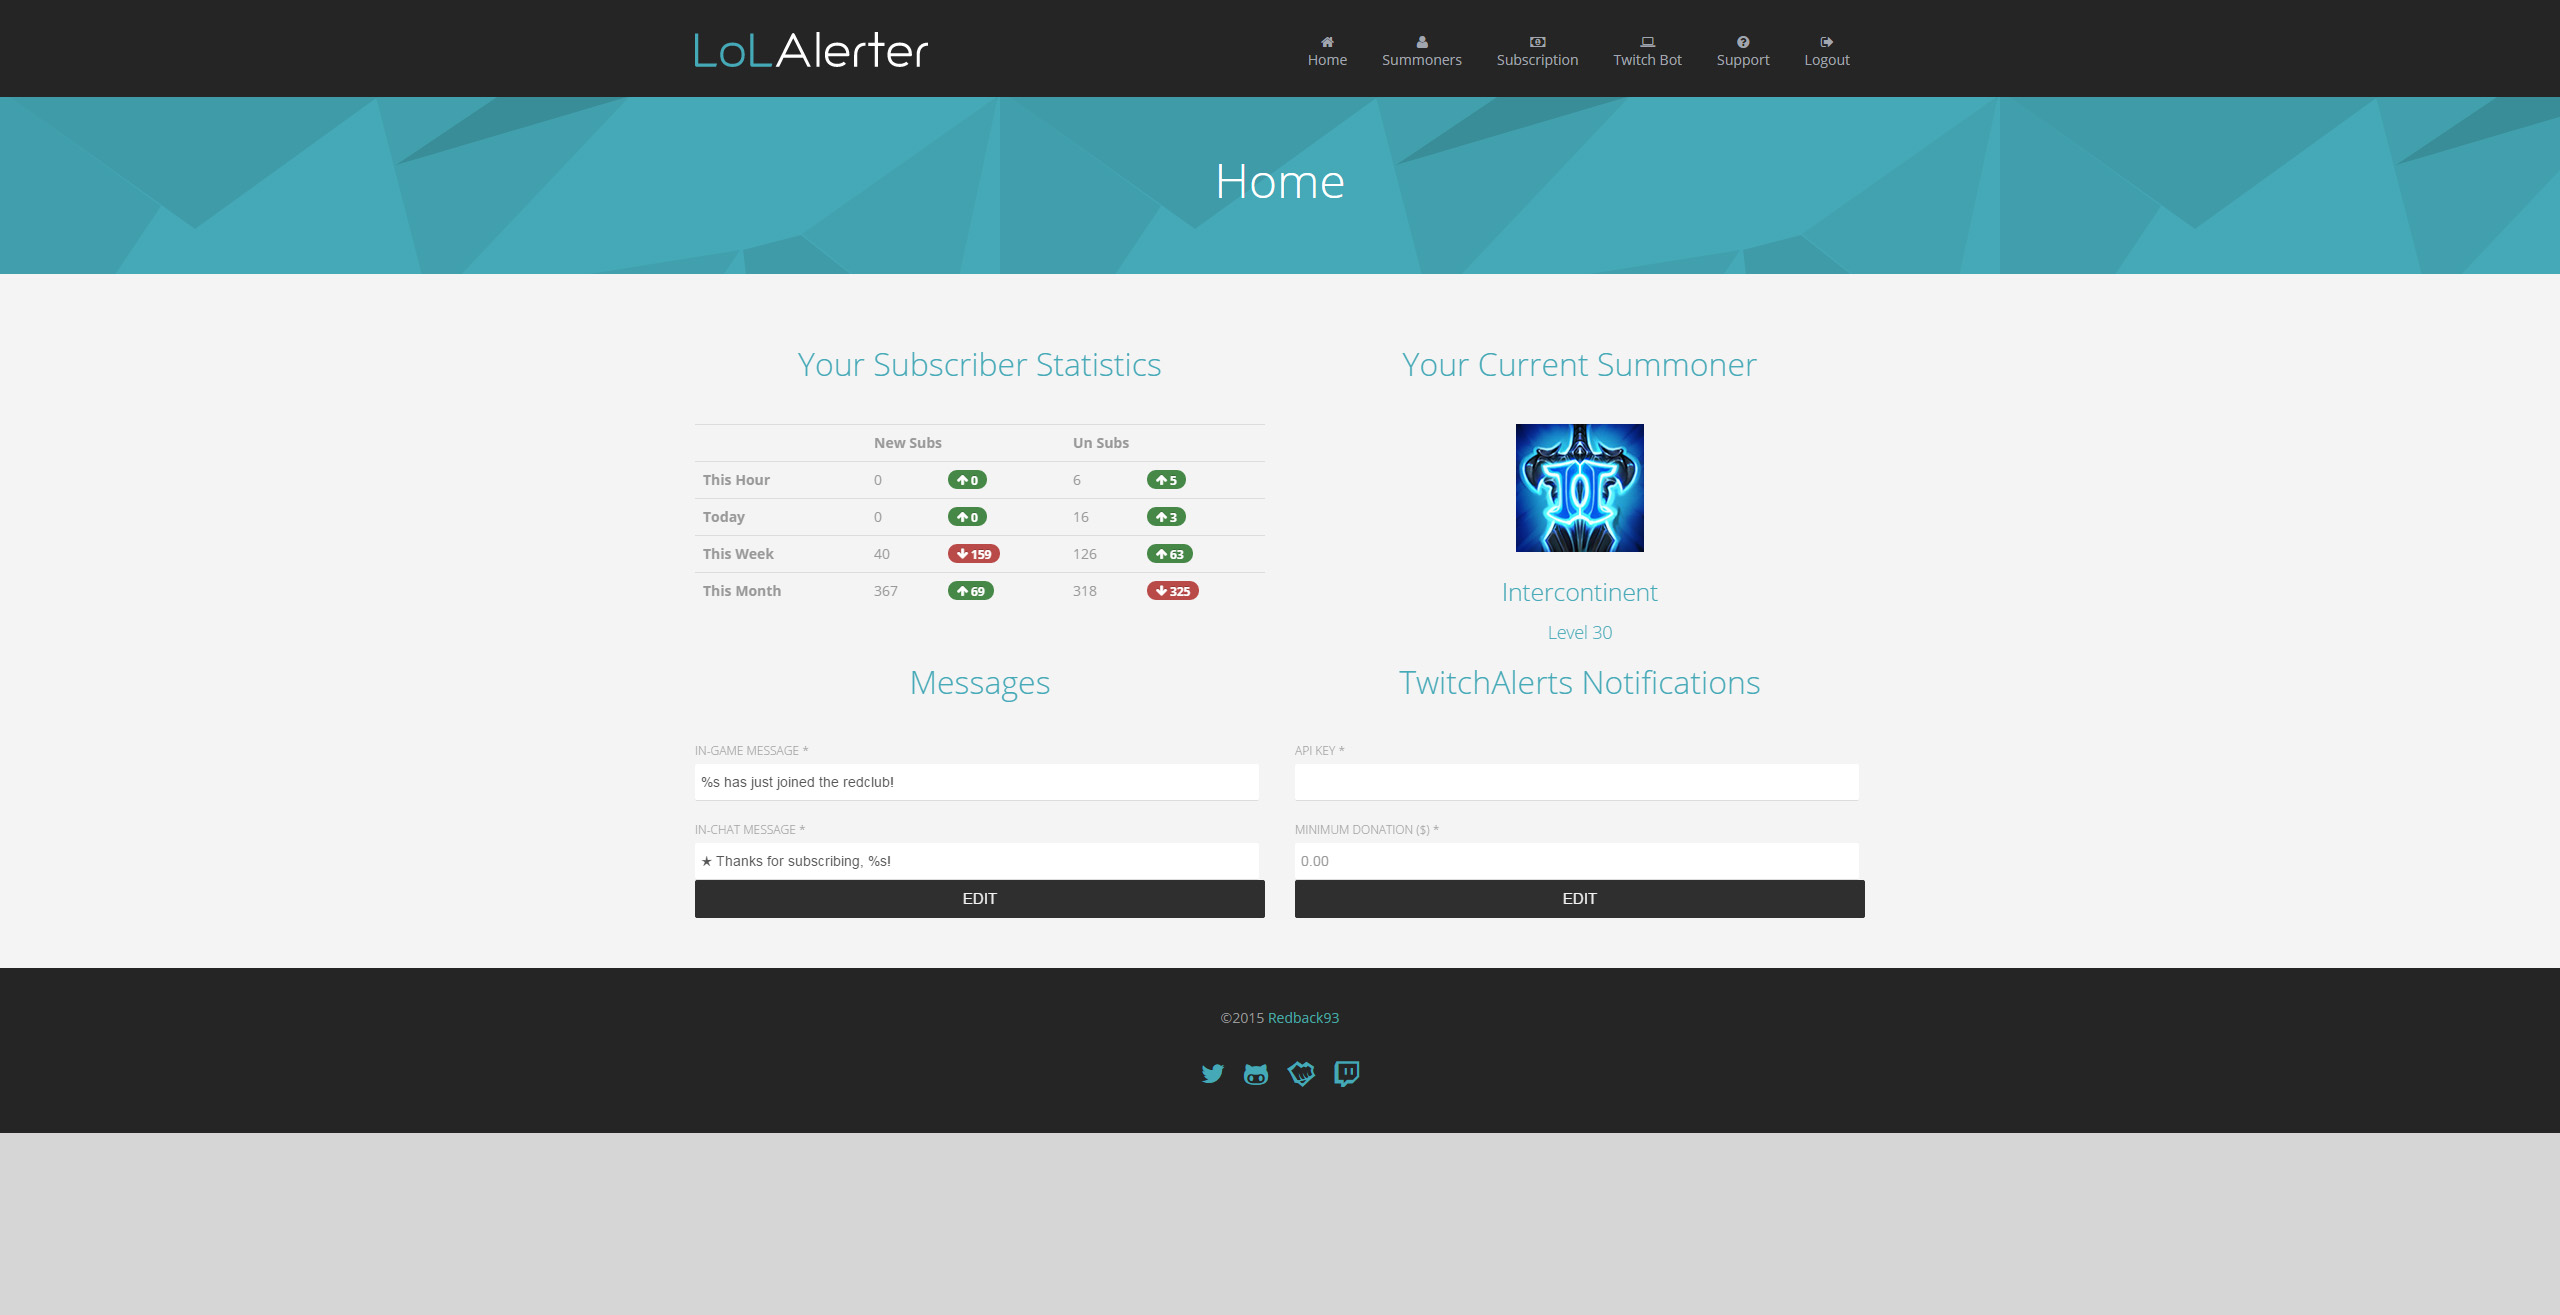 LoLAlerter
Home Summoners Subscription Twitch Bot Support Logout
Home
Your Subscriber Statistics
New Subs Un Subs
This Hour 0 0 6 5
Today 0 0 16 3
This Week 40 159 126 63
This Month 367 69 318 325
Your Current Summoner
Intercontinent
Level 30
Messages
IN-GAME MESSAGE *
%s has just joined the redclub!
IN-CHAT MESSAGE *
★ Thanks for subscribing, %s!
EDIT
TwitchAlerts Notifications
API KEY *
MINIMUM DONATION ($) *
0.00
EDIT
©2015 Redback93